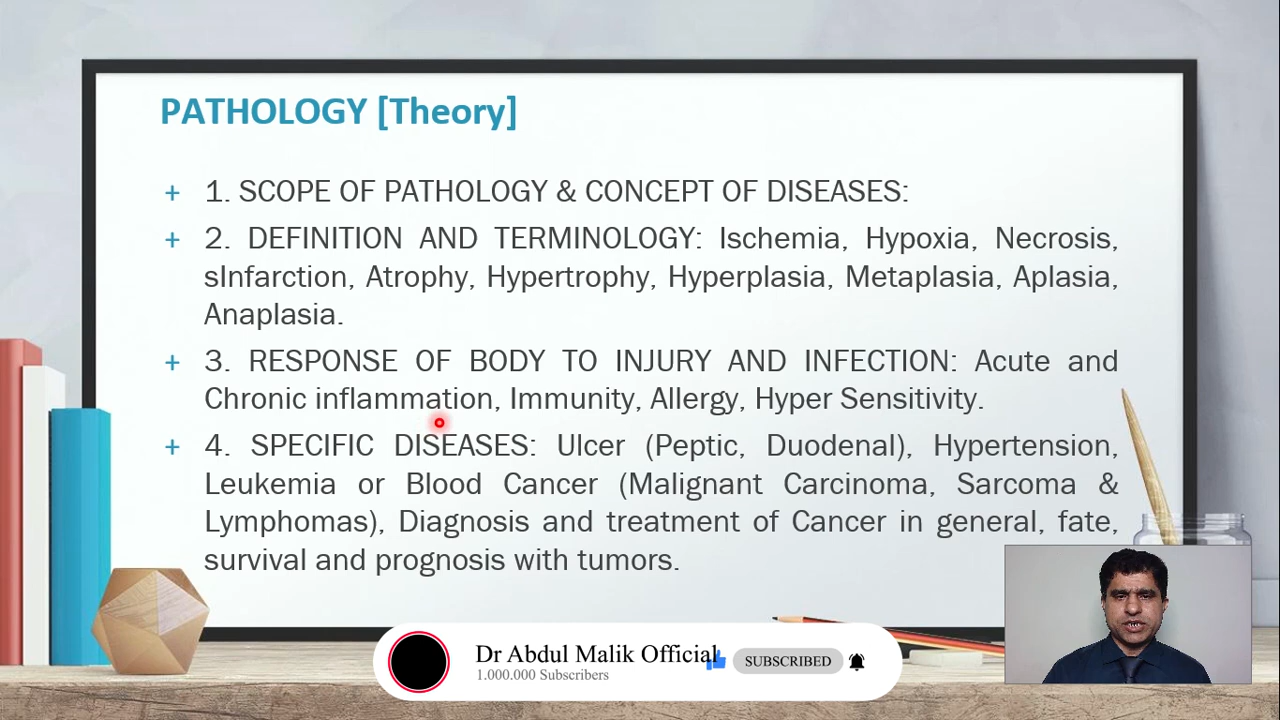 PATHOLOGY [Theory]
+ 1. SCOPE OF PATHOLOGY & CONCEPT OF DISEASES:
+ 2. DEFINITION AND TERMINOLOGY: Ischemia, Hypoxia, Necrosis,
sInfarction, Atrophy, Hypertrophy, Hyperplasia, Metaplasia, Aplasia,
Anaplasia.
+ 3. RESPONSE OF BODY TO INJURY AND INFECTION: Acute and
Chronic inflammation, Immunity, Allergy, Hyper Sensitivity.
+ 4. SPECIFIC DISEASES: Ulcer (Peptic, Duodenal), Hypertension,
Leukemia or Blood Cancer (Malignant Carcinoma, Sarcoma &
Lymphomas), Diagnosis and treatment of Cancer in general, fate,
survival and prognosis with tumors.
Dr Abdul Malik Official
1.000.000 Subscribers
SUBSCRIBED